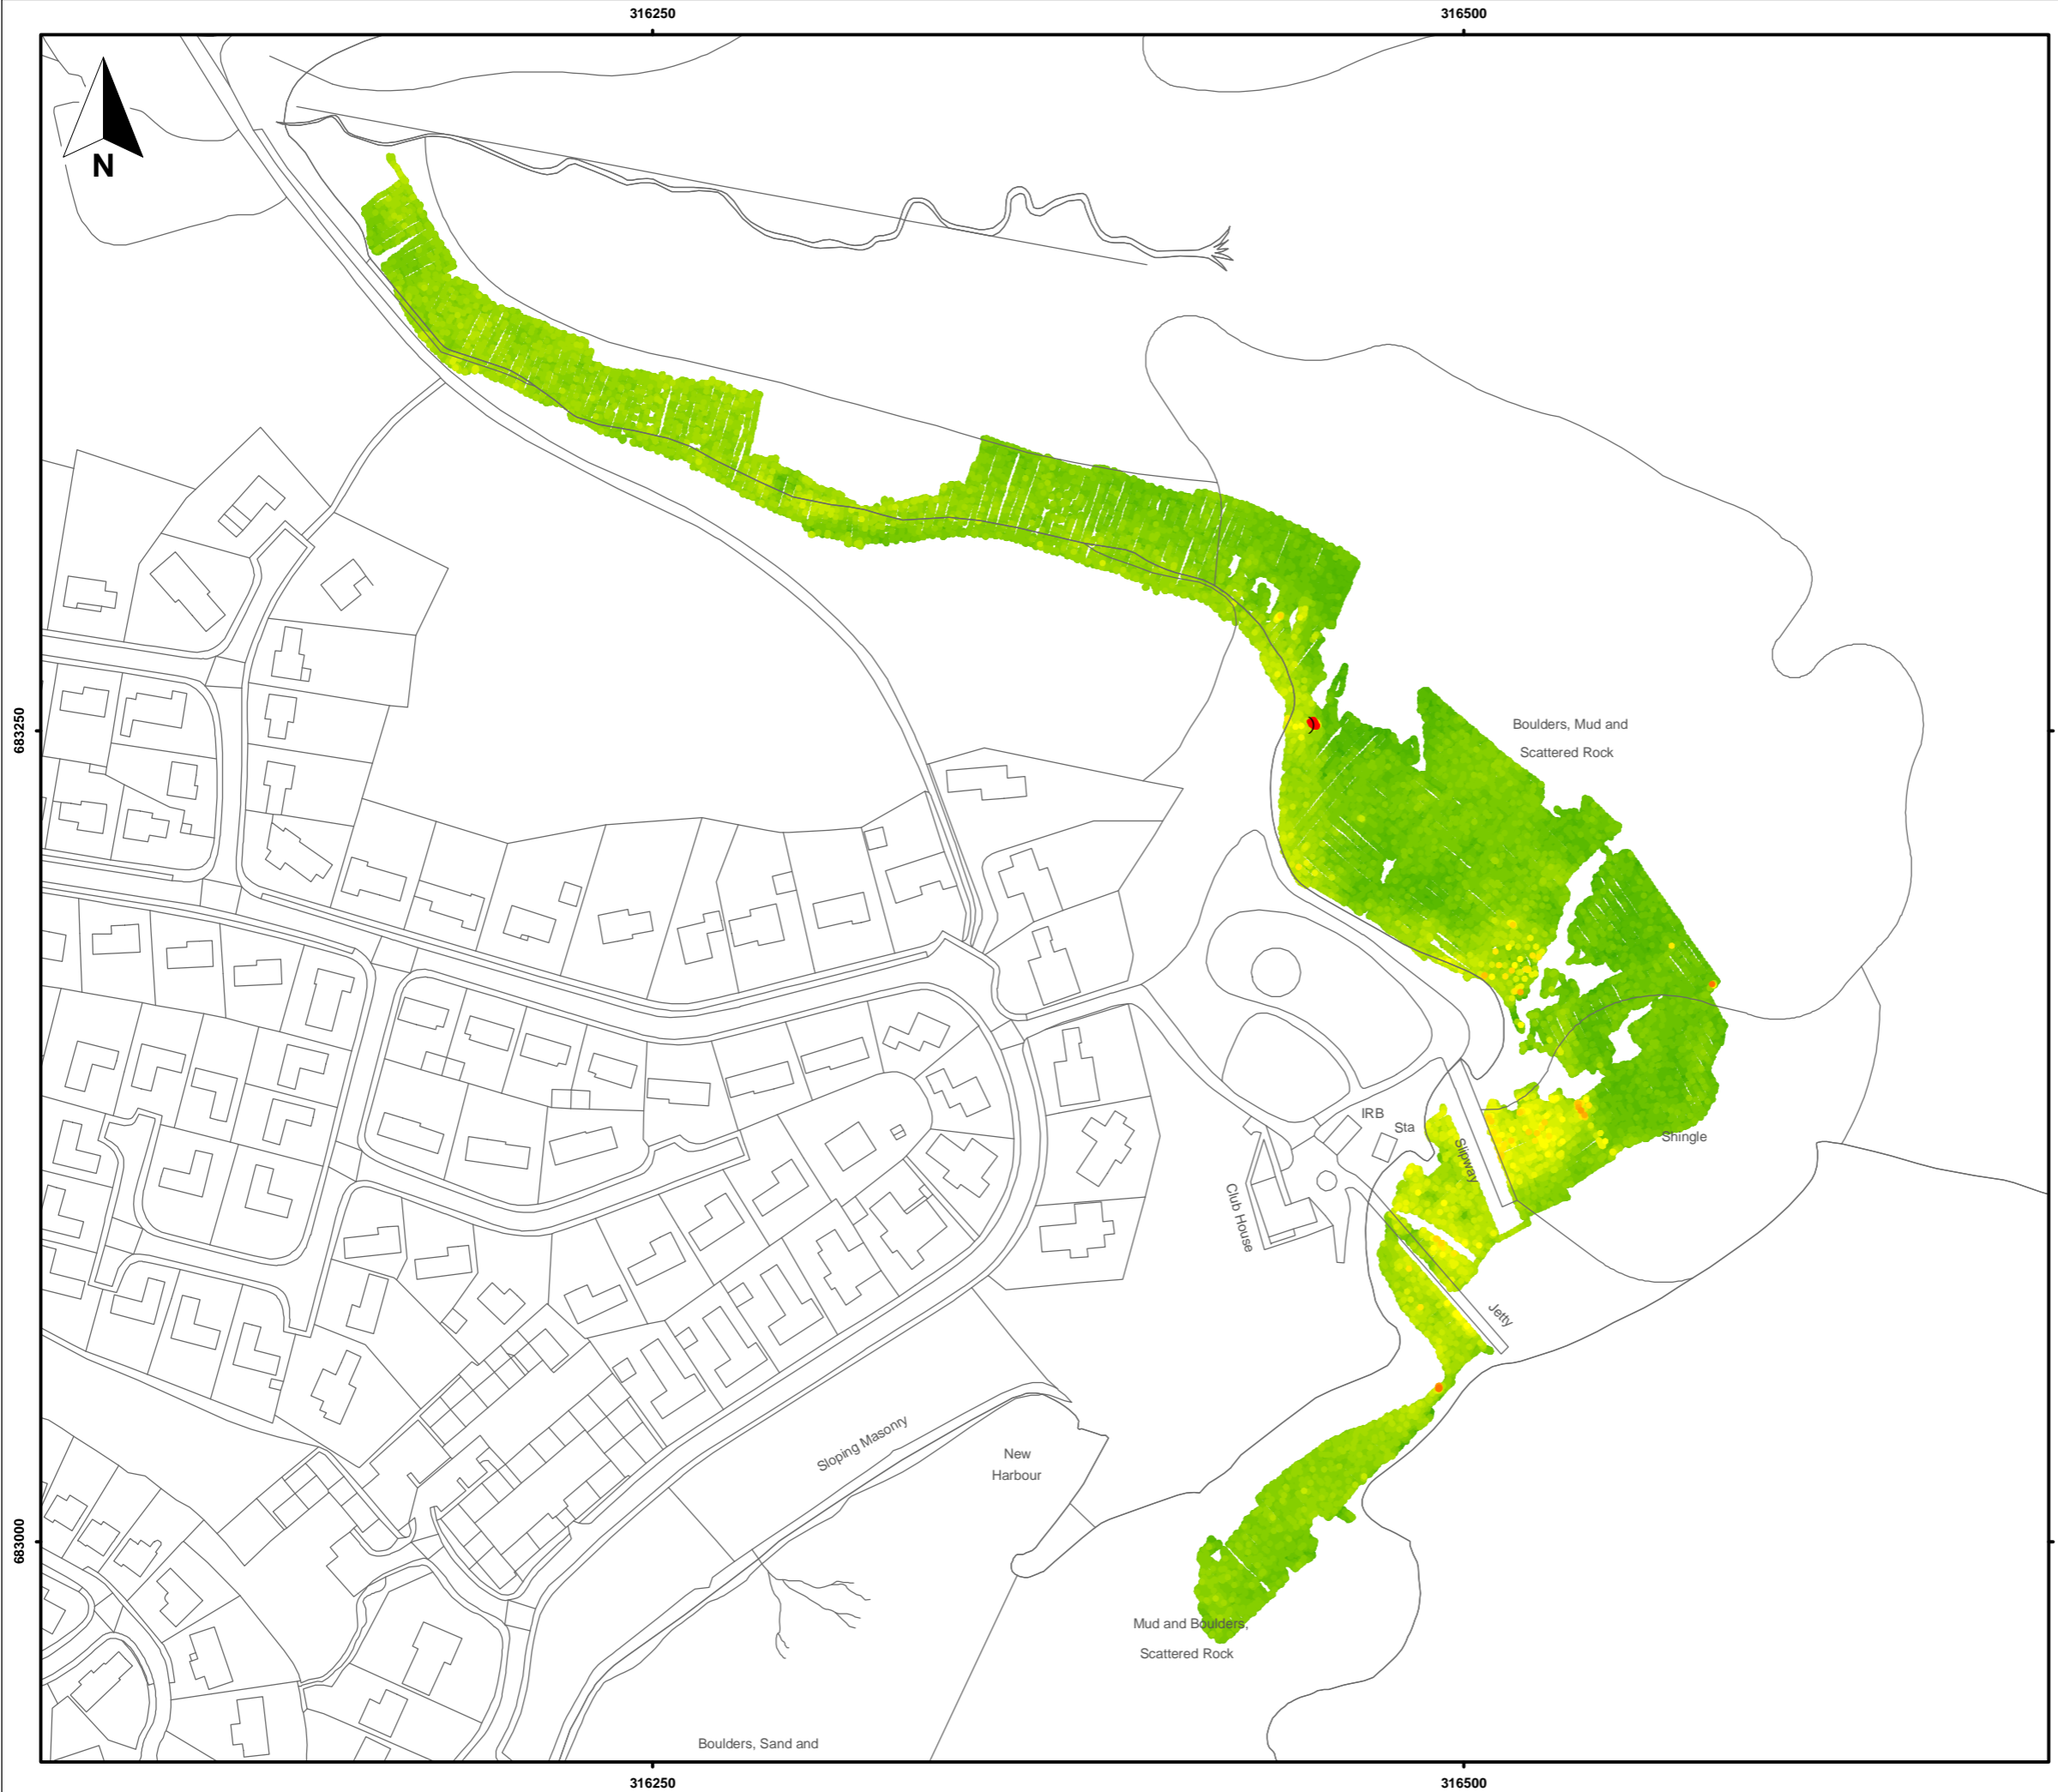 316250
316500
N
683250
Boulders, Mud and
Scattered Rock
IRB
Sta
Slipway
Shingle
Club House
Jetty
Sloping Masonry
New
Harbour
683000
Mud and Boulders,
Scattered Rock
Boulders, Sand and
316250
316500